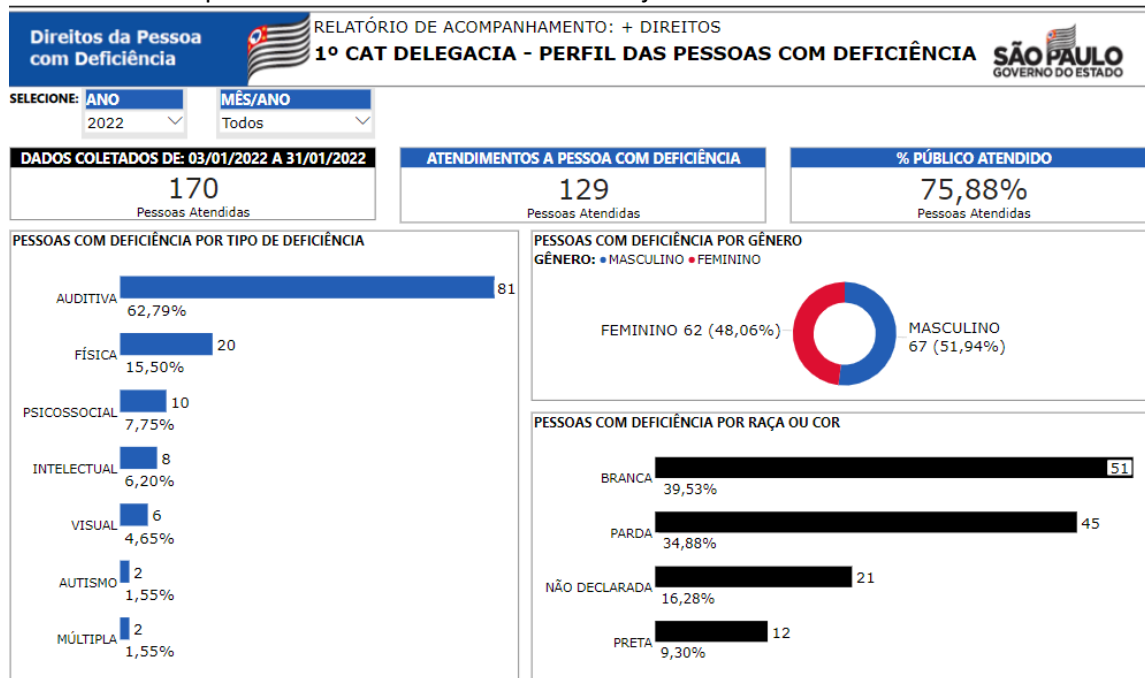 Direitos da Pessoa
com Deficiência
RELATÓRIO DE ACOMPANHAMENTO: + DIREITOS
1º CAT DELEGACIA - PERFIL DAS PESSOAS COM DEFICIÊNCIA
SÃO PAULO
GOVERNO DO ESTADO
SELECIONE: ANO MÊS/ANO
2022 Todos
DADOS COLETADOS DE: 03/01/2022 A 31/01/2022
170
Pessoas Atendidas
ATENDIMENTOS A PESSOA COM DEFICIÊNCIA
129
Pessoas Atendidas
% PÚBLICO ATENDIDO
75,88%
Pessoas Atendidas
PESSOAS COM DEFICIÊNCIA POR TIPO DE DEFICIÊNCIA
AUDITIVA 81
62,79%
FÍSICA 20
15,50%
PSICOSSOCIAL 10
7,75%
INTELECTUAL 8
6,20%
VISUAL 6
4,65%
AUTISMO 2
1,55%
MÚLTIPLA 2
1,55%
PESSOAS COM DEFICIÊNCIA POR GÊNERO
GÊNERO: MASCULINO FEMININO
FEMININO 62 (48,06%)
MASCULINO
67 (51,94%)
PESSOAS COM DEFICIÊNCIA POR RAÇA OU COR
BRANCA 51
39,53%
PARDA 45
34,88%
NÃO DECLARADA 21
16,28%
PRETA 12
9,30%